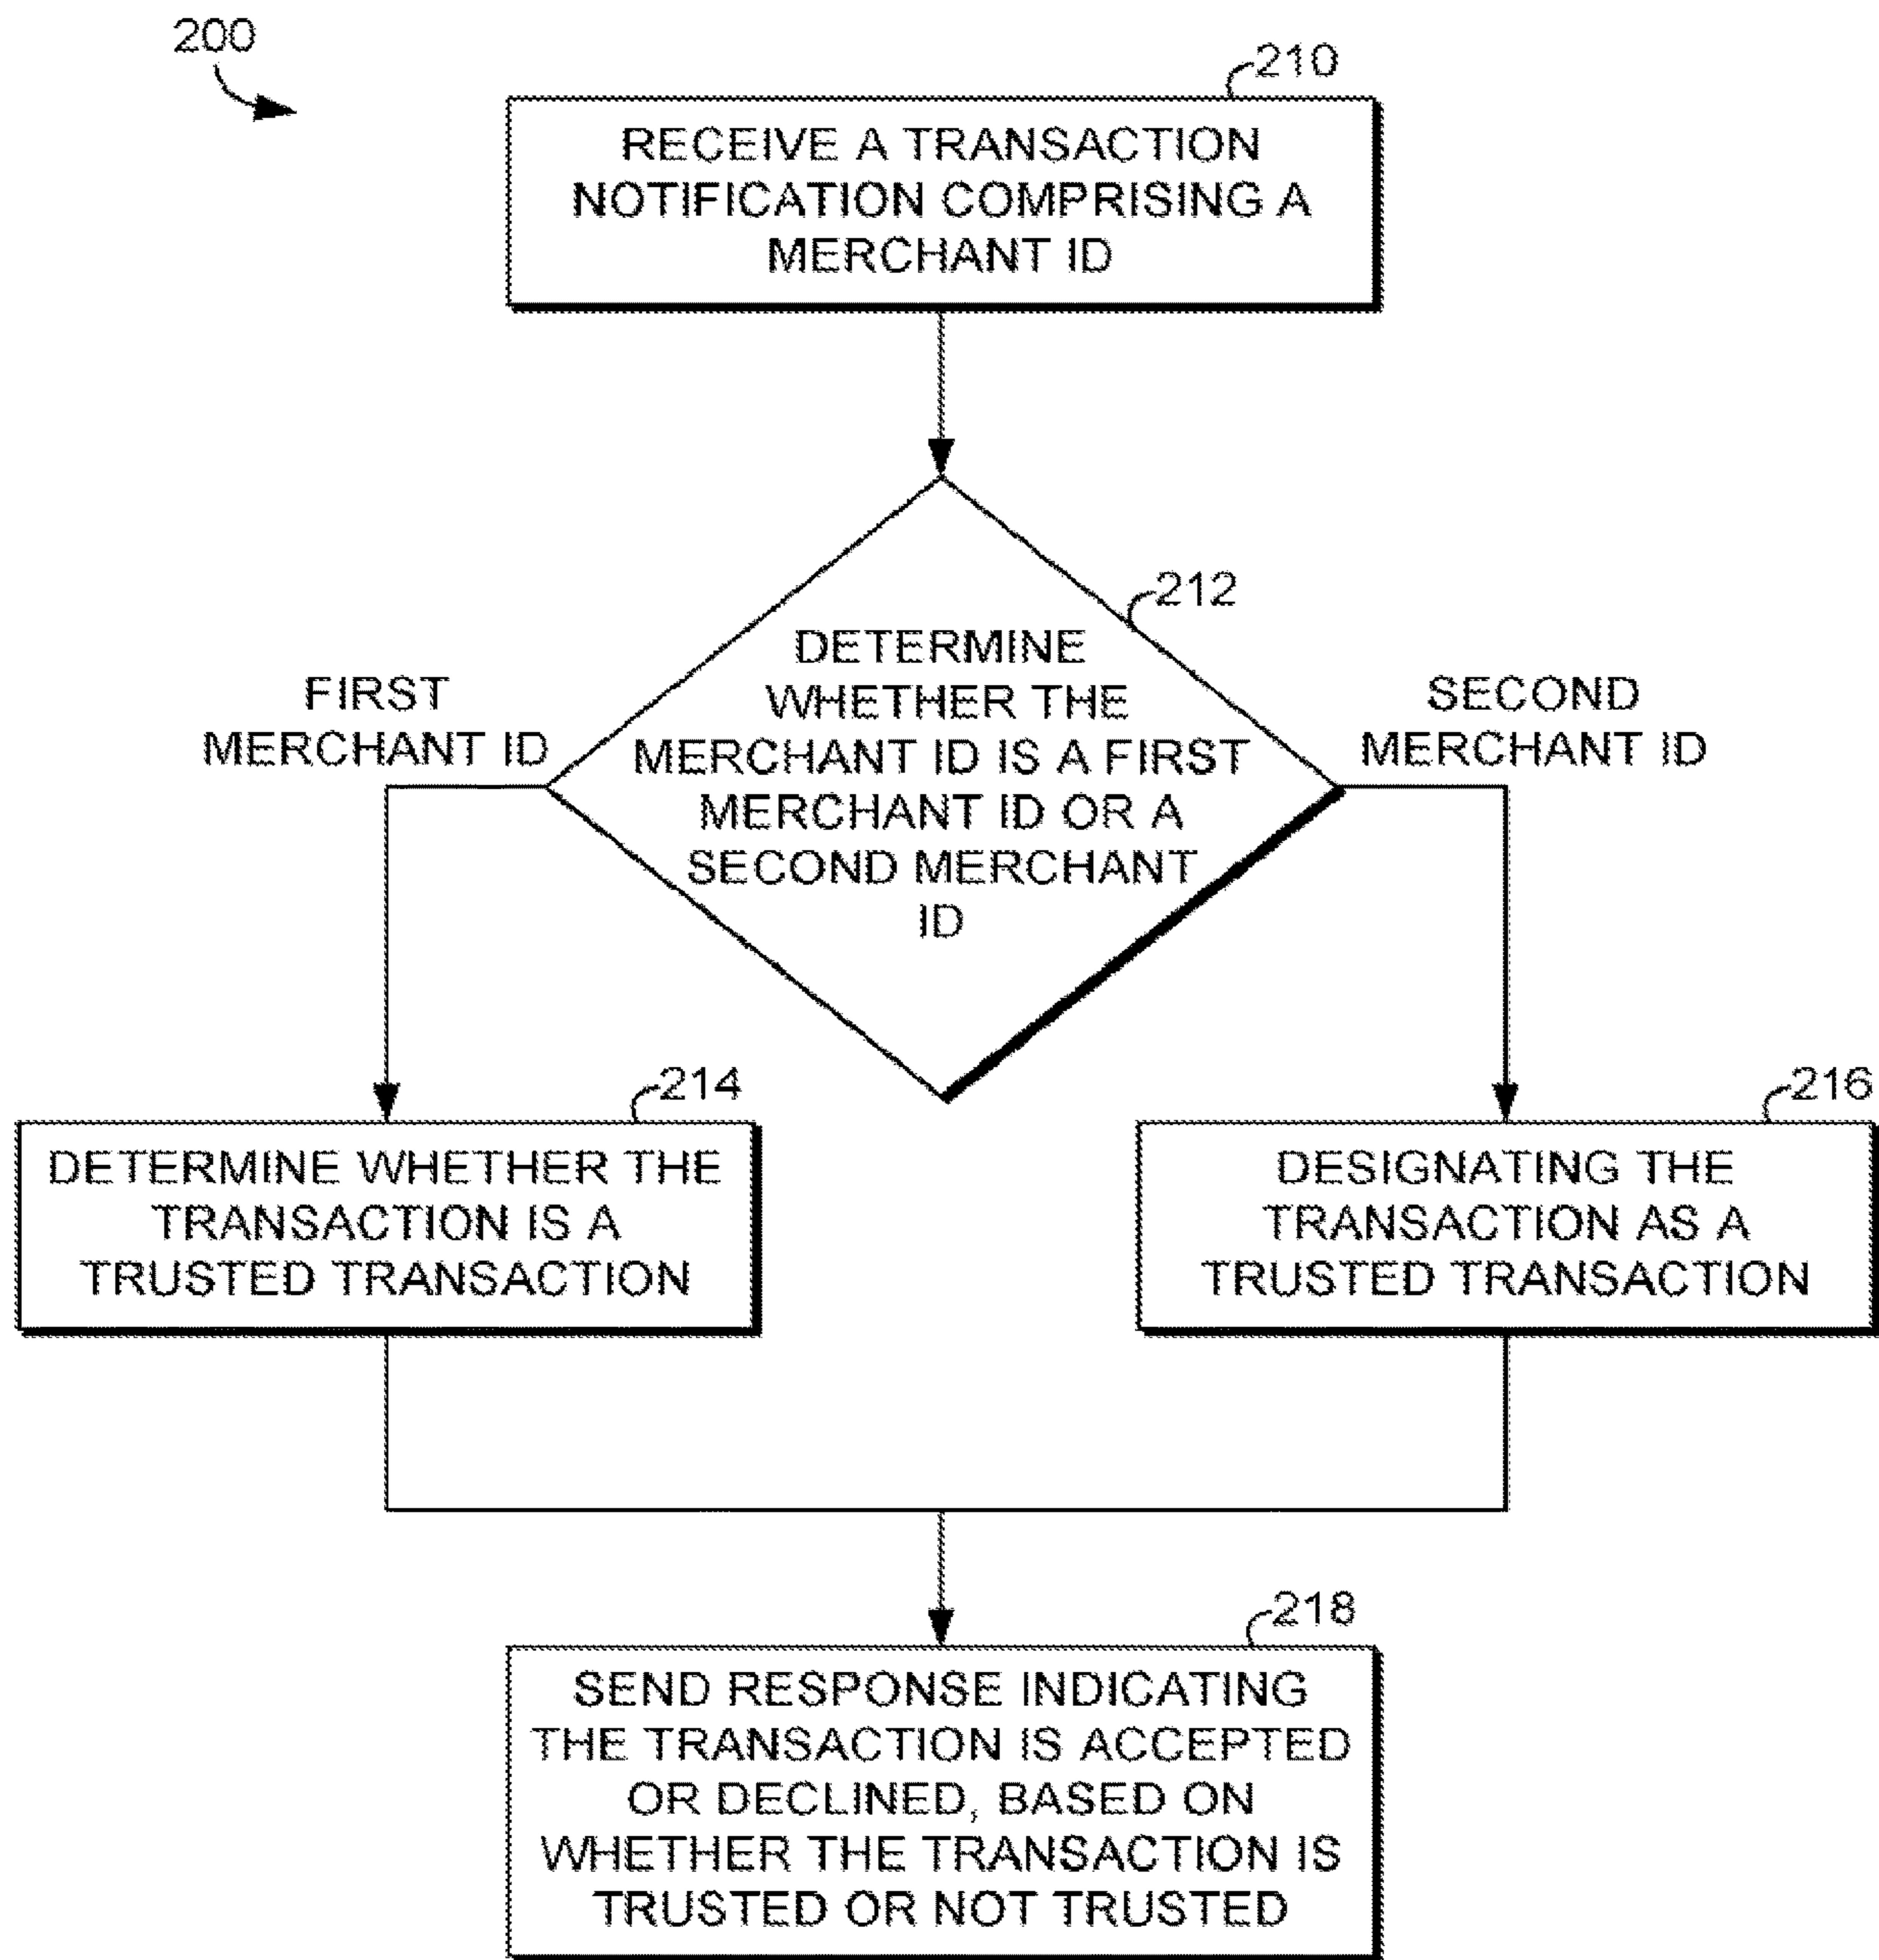 200
210
RECEIVE A TRANSACTION
NOTIFICATION COMPRISING A
MERCHANT ID
212
DETERMINE
WHETHER THE
MERCHANT ID IS A FIRST
MERCHANT ID OR A
SECOND MERCHANT
ID
FIRST
MERCHANT ID
SECOND
MERCHANT ID
214
DETERMINE WHETHER THE
TRANSACTION IS A
TRUSTED TRANSACTION
216
DESIGNATING THE
TRANSACTION AS A
TRUSTED TRANSACTION
218
SEND RESPONSE INDICATING
THE TRANSACTION IS ACCEPTED
OR DECLINED, BASED ON
WHETHER THE TRANSACTION IS
TRUSTED OR NOT TRUSTED